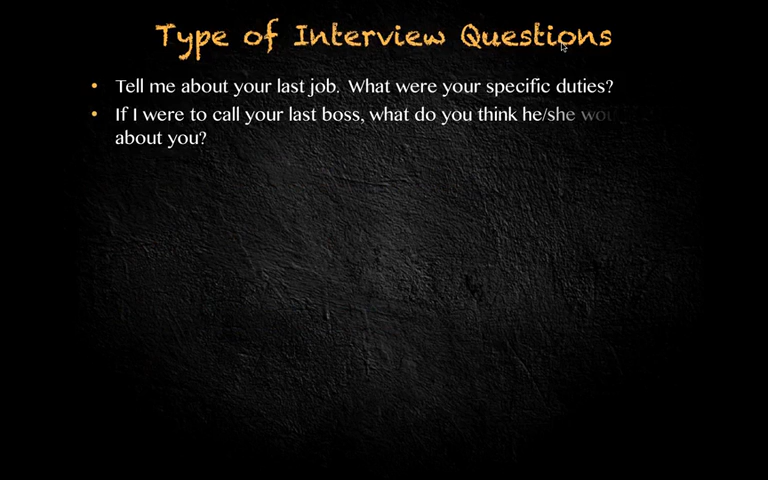 Type of Interview Questions
• Tell me about your last job. What were your specific duties?
• If I were to call your last boss, what do you think he/she
about you?